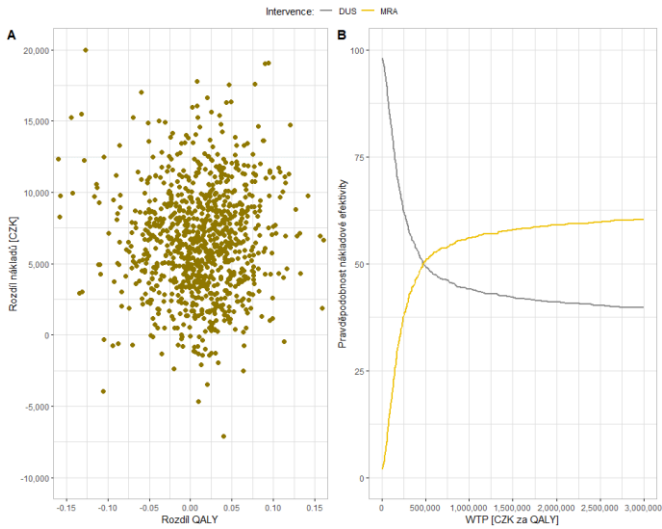 Intervence: DUS MRA
A
20,000
15,000
10,000
5,000
0
-5,000
-10,000
Rozdíl nákladů [CZK]
-0.15 -0.10 -0.05 0.00 0.05 0.10 0.15
Rozdíl QALY
B
100
75
50
25
0
Pravděpodobnost nákladové efektivity
0 500,000 1,000,000 1,500,000 2,000,000 2,500,000 3,000,000
WTP [CZK za QALY]